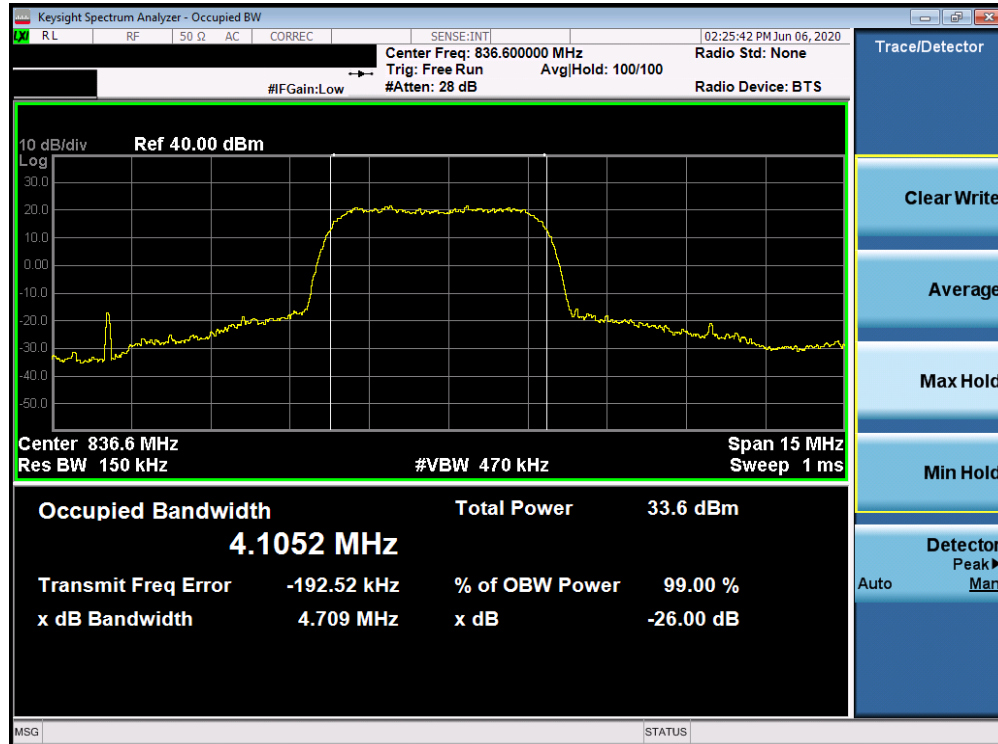 Keysight Spectrum Analyzer - Occupied BW
LXI RL RF 50 Ω AC CORREC SENSE:INT 02:25:42 PM Jun 06, 2020
Center Freq: 836.600000 MHz Radio Std: None
Trig: Free Run Avg|Hold: 100/100
#IFGain:Low #Atten: 28 dB Radio Device: BTS
10 dB/div Ref 40.00 dBm
Log
30.0
20.0
10.0
0.00
-10.0
-20.0
-30.0
-40.0
-50.0
Center 836.6 MHz Span 15 MHz
Res BW 150 kHz #VBW 470 kHz Sweep 1 ms
Occupied Bandwidth Total Power 33.6 dBm
4.1052 MHz
Transmit Freq Error -192.52 kHz % of OBW Power 99.00 %
x dB Bandwidth 4.709 MHz x dB -26.00 dB
MSG STATUS
Trace/Detector
Clear Write
Average
Max Hold
Min Hold
Detector
Peak
Auto Man